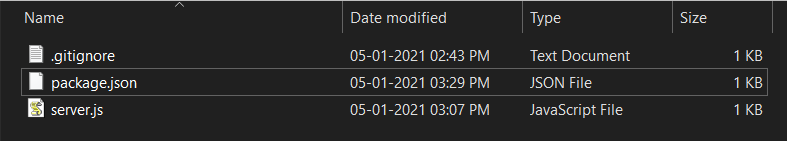 Name Date modified Type Size
.gitignore 05-01-2021 02:43 PM Text Document 1 KB
package.json 05-01-2021 03:29 PM JSON File 1 KB
server.js 05-01-2021 03:07 PM JavaScript File 1 KB